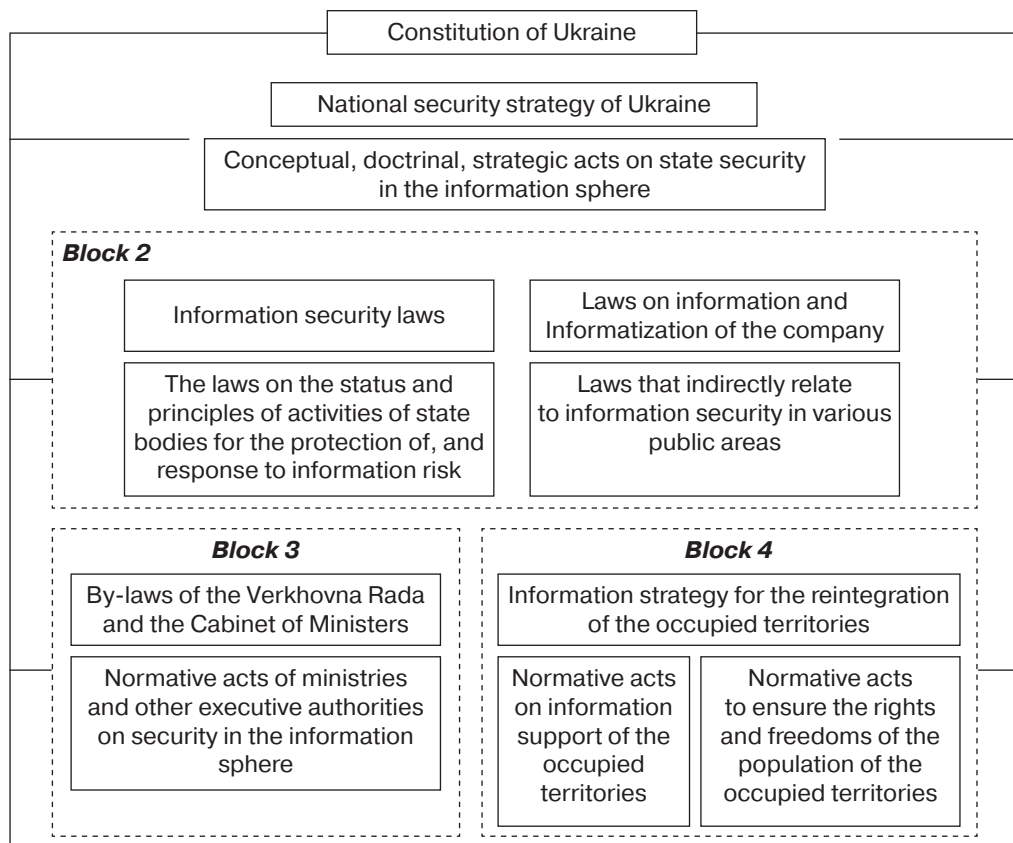 Constitution of Ukraine
National security strategy of Ukraine
Conceptual, doctrinal, strategic acts on state security
in the information sphere
Block 2
Information security laws
Laws on information and
Informatization of the company
The laws on the status and
principles of activities of state
bodies for the protection of, and
response to information risk
Laws that indirectly relate
to information security in various
public areas
Block 3
By-laws of the Verkhovna Rada
and the Cabinet of Ministers
Normative acts of ministries
and other executive authorities
on security in the information
sphere
Block 4
Information strategy for the reintegration
of the occupied territories
Normative acts
on information
support of the
occupied
territories
Normative acts
to ensure the rights
and freedoms of the
population of the
occupied territories